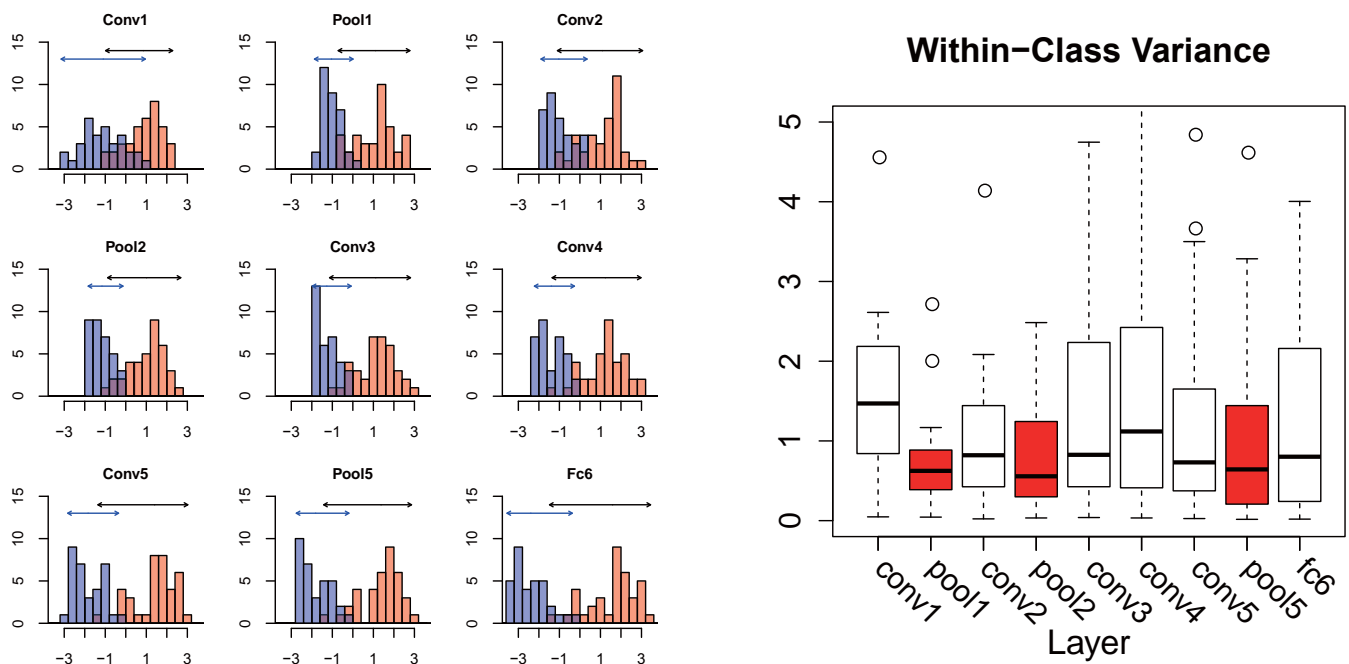 Conv1
15
10
5
0
−3 −1 1 3
Pool1
15
10
5
0
−3 −1 1 3
Conv2
15
10
5
0
−3 −1 1 3
Pool2
15
10
5
0
−3 −1 1 3
Conv3
15
10
5
0
−3 −1 1 3
Conv4
15
10
5
0
−3 −1 1 3
Conv5
15
10
5
0
−3 −1 1 3
Pool5
15
10
5
0
−3 −1 1 3
Fc6
15
10
5
0
−3 −1 1 3
Within−Class Variance
5
4
3
2
1
0
conv1 pool1 conv2 pool2 conv3 conv4 conv5 pool5 fc6
Layer